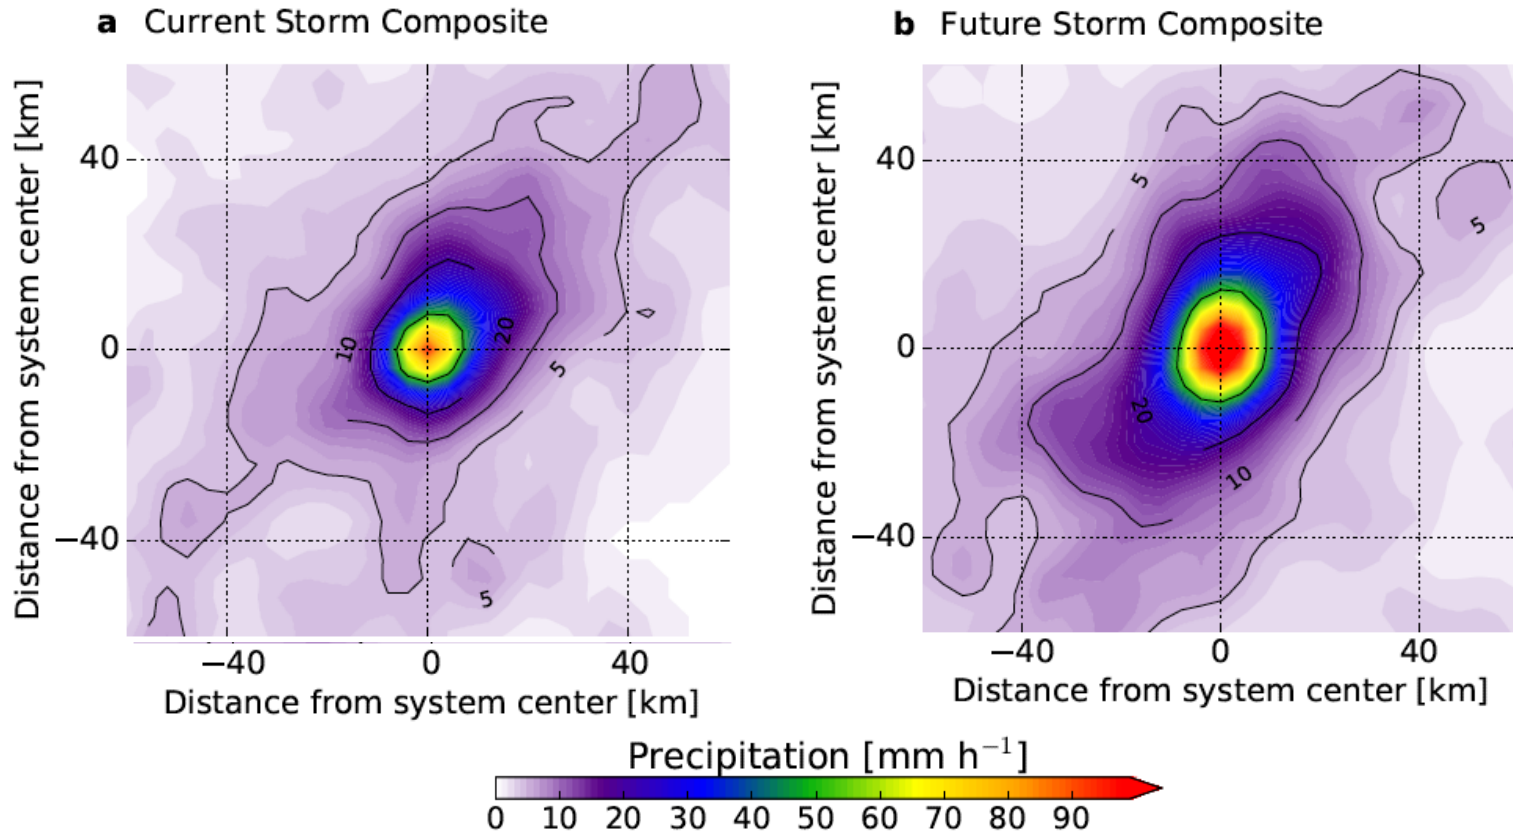 a Current Storm Composite
b Future Storm Composite
Distance from system center [km]
40
0
−40
10
20
5
5
−40 0 40
Distance from system center [km]
Distance from system center [km]
40
0
−40
5
5
20
10
−40 0 40
Distance from system center [km]
Precipitation [mm h⁻¹]
0 10 20 30 40 50 60 70 80 90